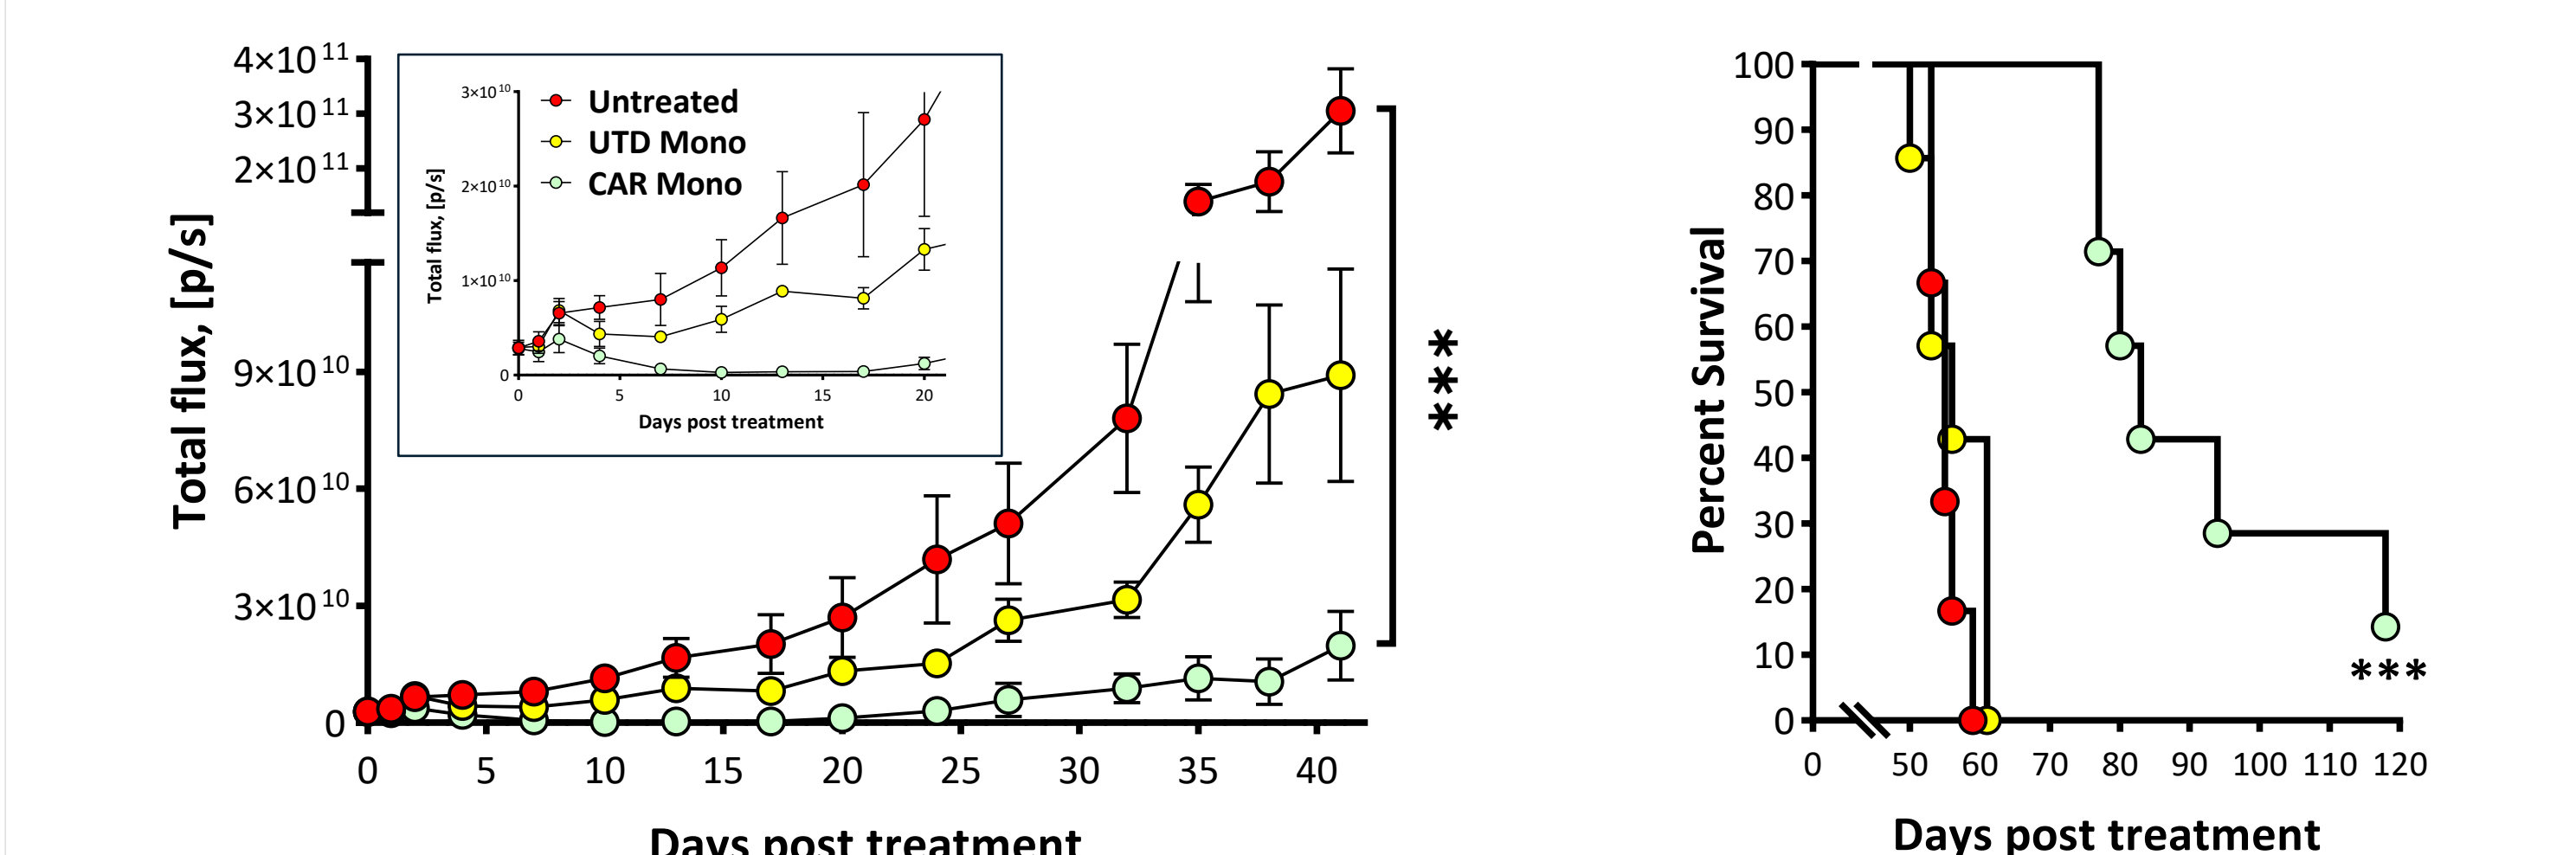 4×10¹¹
3×10¹¹
2×10¹¹
9×10¹⁰
6×10¹⁰
3×10¹⁰
0
Total flux, [p/s]
0 5 10 15 20 25 30 35 40
Days post treatment
3×10¹⁰
2×10¹⁰
1×10¹⁰
0
Total flux, [p/s]
Untreated
UTD Mono
CAR Mono
0 5 10 15 20
Days post treatment
***
100
90
80
70
60
50
40
30
20
10
0
Percent Survival
***
0 50 60 70 80 90 100 110 120
Days post treatment